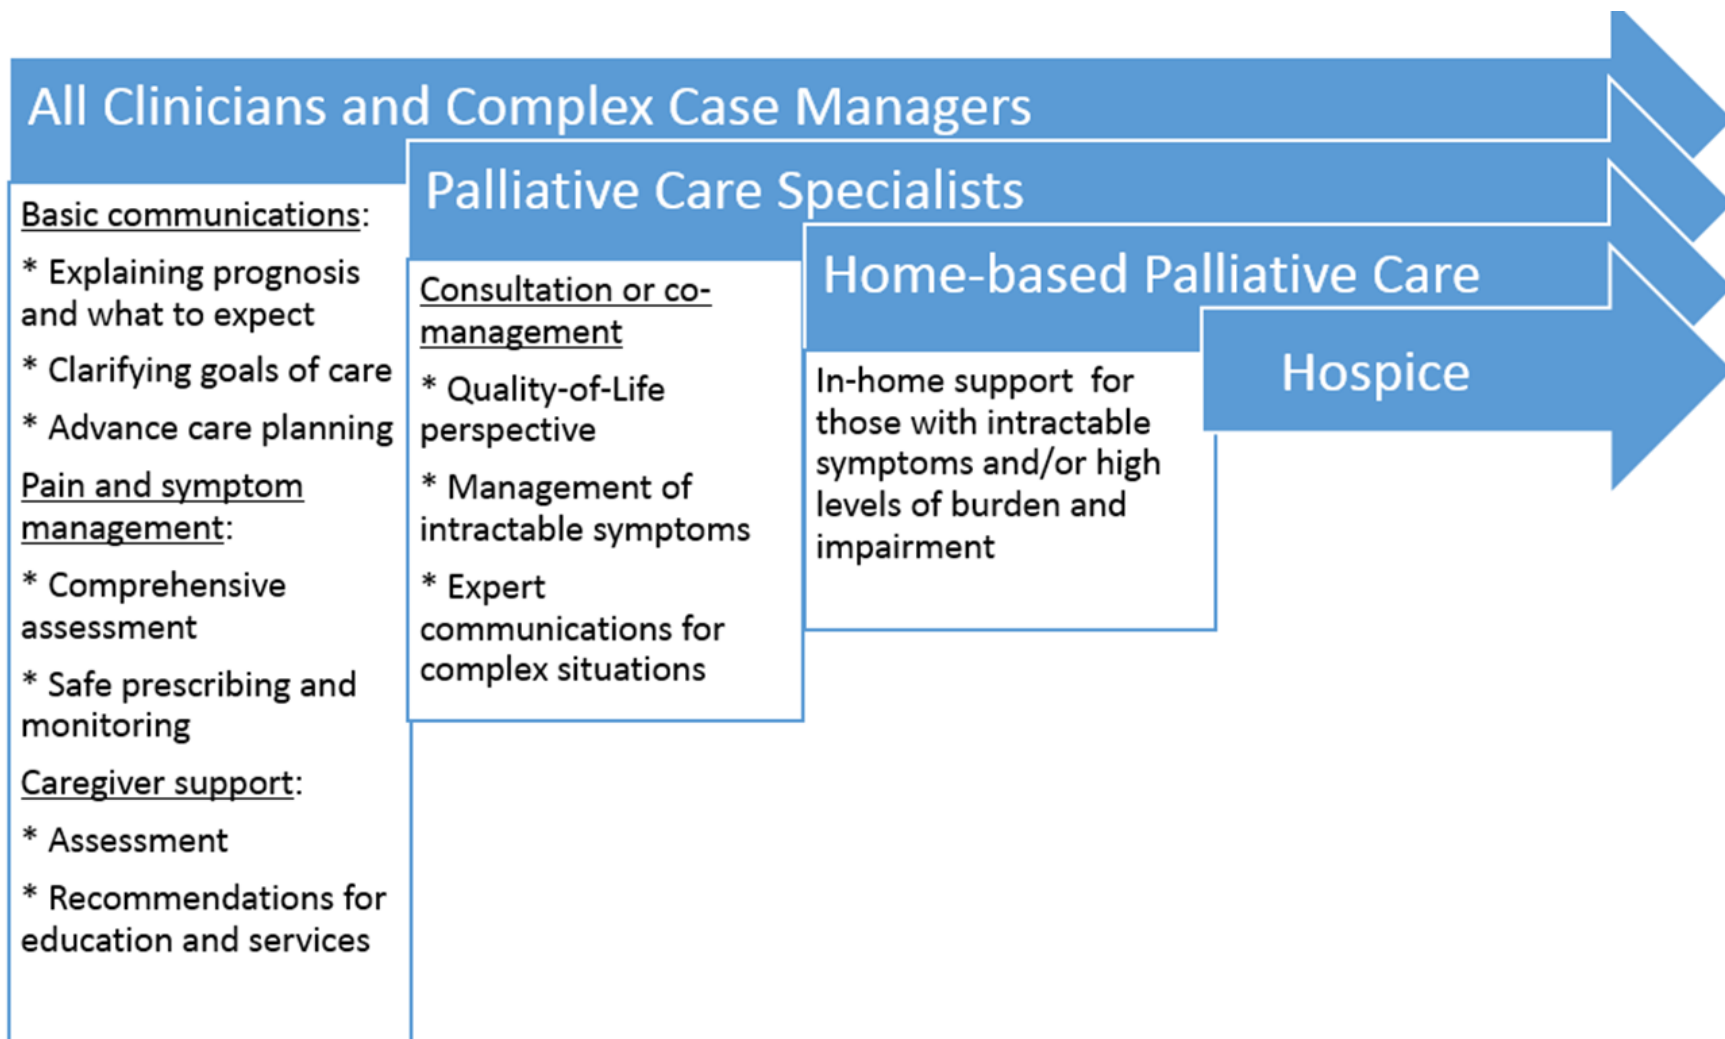 All Clinicians and Complex Case Managers
Basic communications:
* Explaining prognosis
and what to expect
* Clarifying goals of care
* Advance care planning
Pain and symptom
management:
* Comprehensive
assessment
* Safe prescribing and
monitoring
Caregiver support:
* Assessment
* Recommendations for
education and services
Palliative Care Specialists
Consultation or co-
management
* Quality-of-Life
perspective
* Management of
intractable symptoms
* Expert
communications for
complex situations
Home-based Palliative Care
In-home support for
those with intractable
symptoms and/or high
levels of burden and
impairment
Hospice